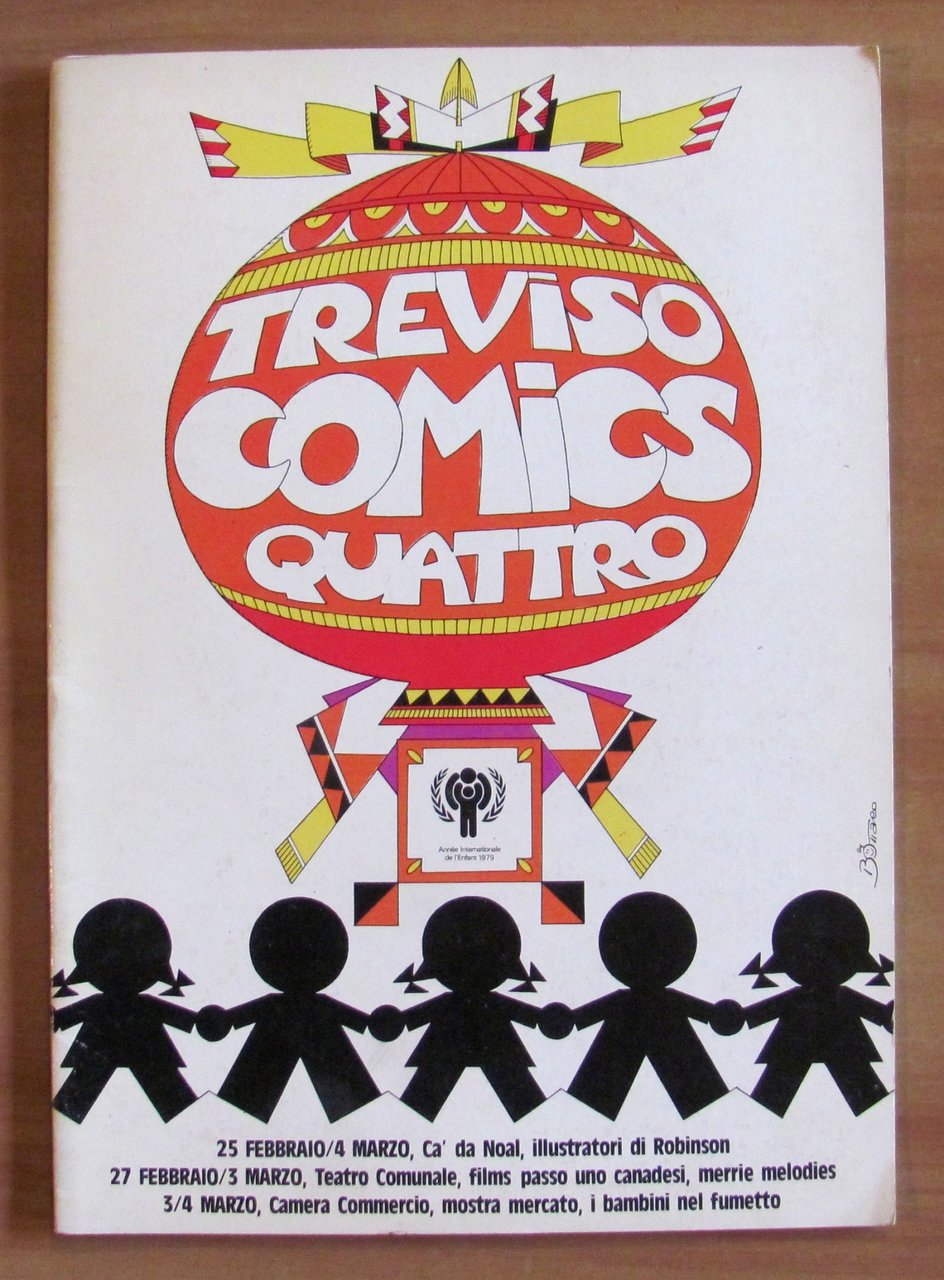 TREViSO
COMiCS
QUATTRO
Année Internationale
de l'Enfant 1979
by Bottaro
25 FEBBRAIO/4 MARZO, Ca' da Noal, illustratori di Robinson
27 FEBBRAIO/3 MARZO, Teatro Comunale, films passo uno canadesi, merrie melodies
3/4 MARZO, Camera Commercio, mostra mercato, i bambini nel fumetto